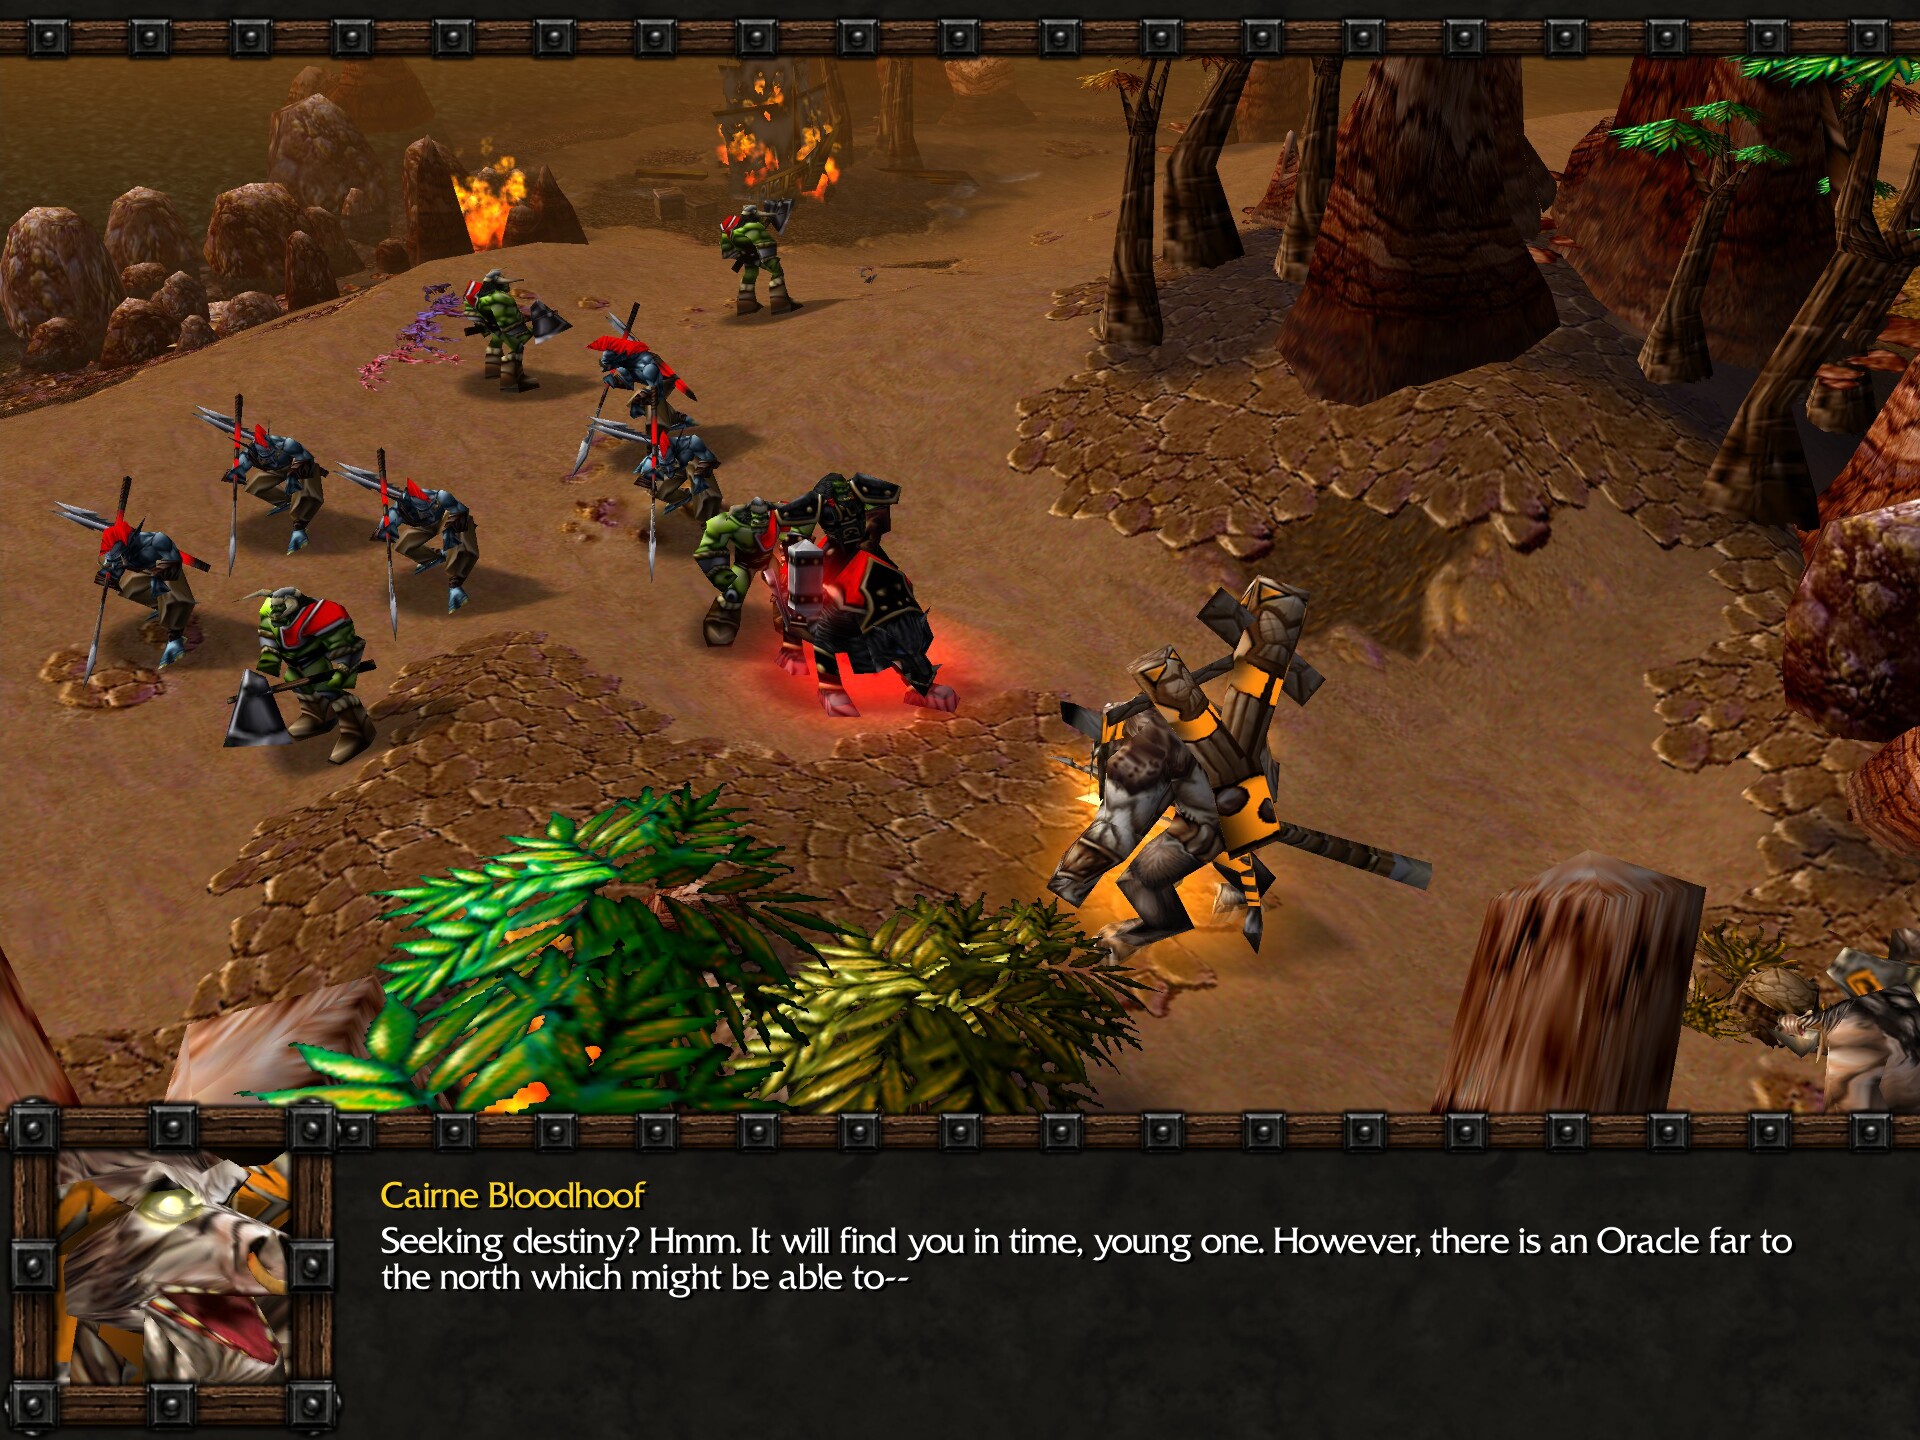 Cairne Bloodhoof
Seeking destiny? Hmm. It will find you in time, young one. However, there is an Oracle far to
the north which might be able to--